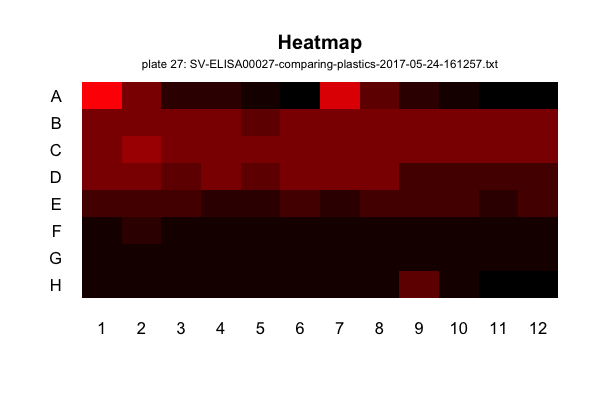 Heatmap
plate 27: SV-ELISA00027-comparing-plastics-2017-05-24-161257.txt
A
B
C
D
E
F
G
H
1 2 3 4 5 6 7 8 9 10 11 12